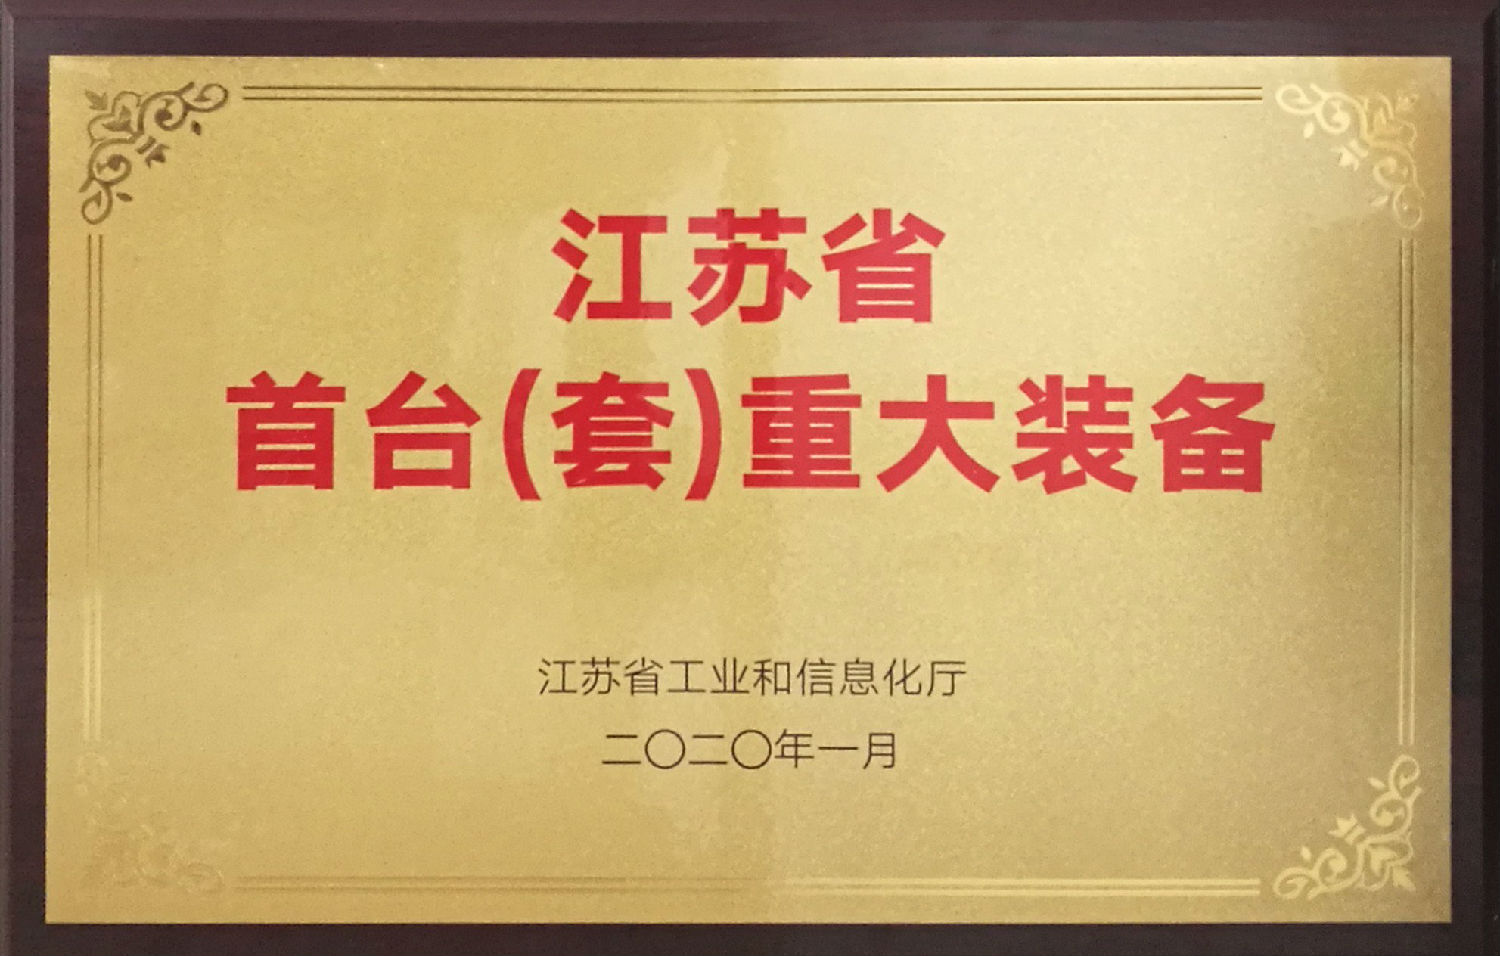 江苏省
首台(套)重大装备
江苏省工业和信息化厅
二〇二〇年一月